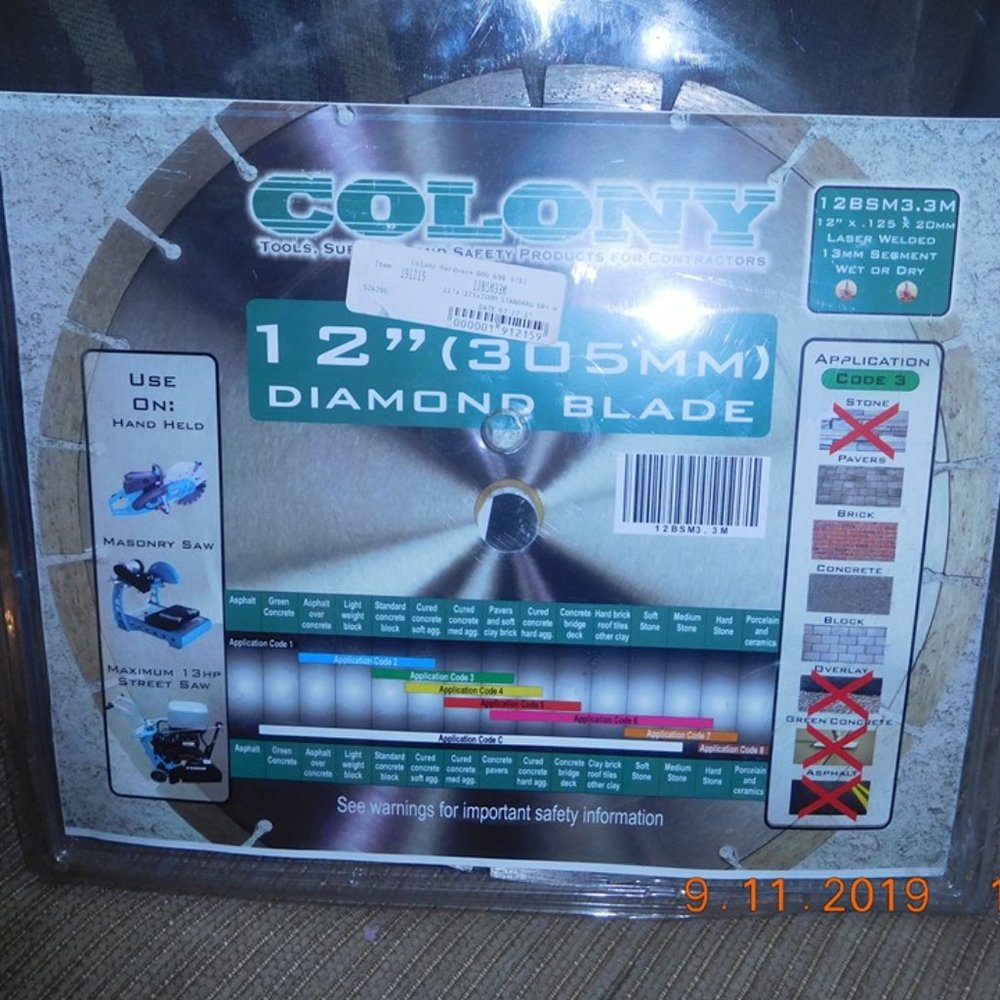 COLONY
TOOLS, AND SAFETY PRODUCTS FOR CONTRACTORS
Item: Colony Hardware
191215 12BSM33M
DATE
000001 912159
12BSM3.3M
12" x .125 x 20MM
LASER WELDED
13MM SEGMENT
WET OR DRY
12" (305MM)
DIAMOND BLADE
USE
ON:
HAND HELD
MASONRY SAW
MAXIMUM 13HP
STREET SAW
12BSM3.3M
APPLICATION
CODE 3
STONE
PAVERS
BRICK
CONCRETE
BLOCK
OVERLAY
GREEN CONCRETE
ASPHALT
Asphalt
Green Concrete
Asphalt over concrete
Light weight block
Standard concrete block
Cured concrete soft agg.
Cured concrete med agg.
Pavers and soft clay brick
Cured concrete hard agg.
Concrete bridge deck
Hard brick roof tiles other clay
Soft Stone
Medium Stone
Hard Stone
Porcelain and ceramics
Application Code 1
Application Code 2
Application Code 3
Application Code 4
Application Code 5
Application Code 6
Application Code 7
Application Code C
Application Code 8
Asphalt
Green Concrete
Asphalt over concrete
Light weight block
Standard concrete block
Cured concrete soft agg.
Cured concrete med agg.
Concrete pavers
Cured concrete hard agg.
Concrete bridge deck
Clay brick roof tiles other clay
Soft Stone
Medium Stone
Hard Stone
Porcelain and ceramics
See warnings for important safety information
9.11.2019